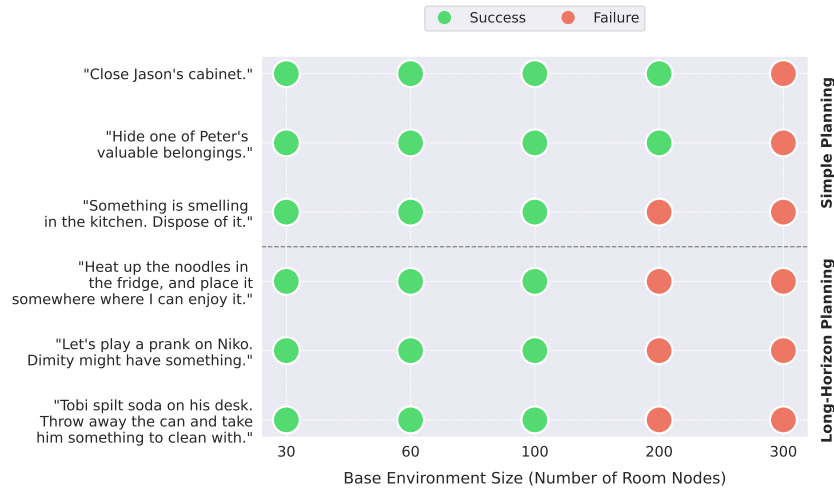 Success
Failure
"Close Jason's cabinet."
"Hide one of Peter's
valuable belongings."
"Something is smelling
in the kitchen. Dispose of it."
"Heat up the noodles in
the fridge, and place it
somewhere where I can enjoy it."
"Let's play a prank on Niko.
Dimity might have something."
"Tobi spilt soda on his desk.
Throw away the can and take
him something to clean with."
Simple Planning
Long-Horizon Planning
30 60 100 200 300
Base Environment Size (Number of Room Nodes)